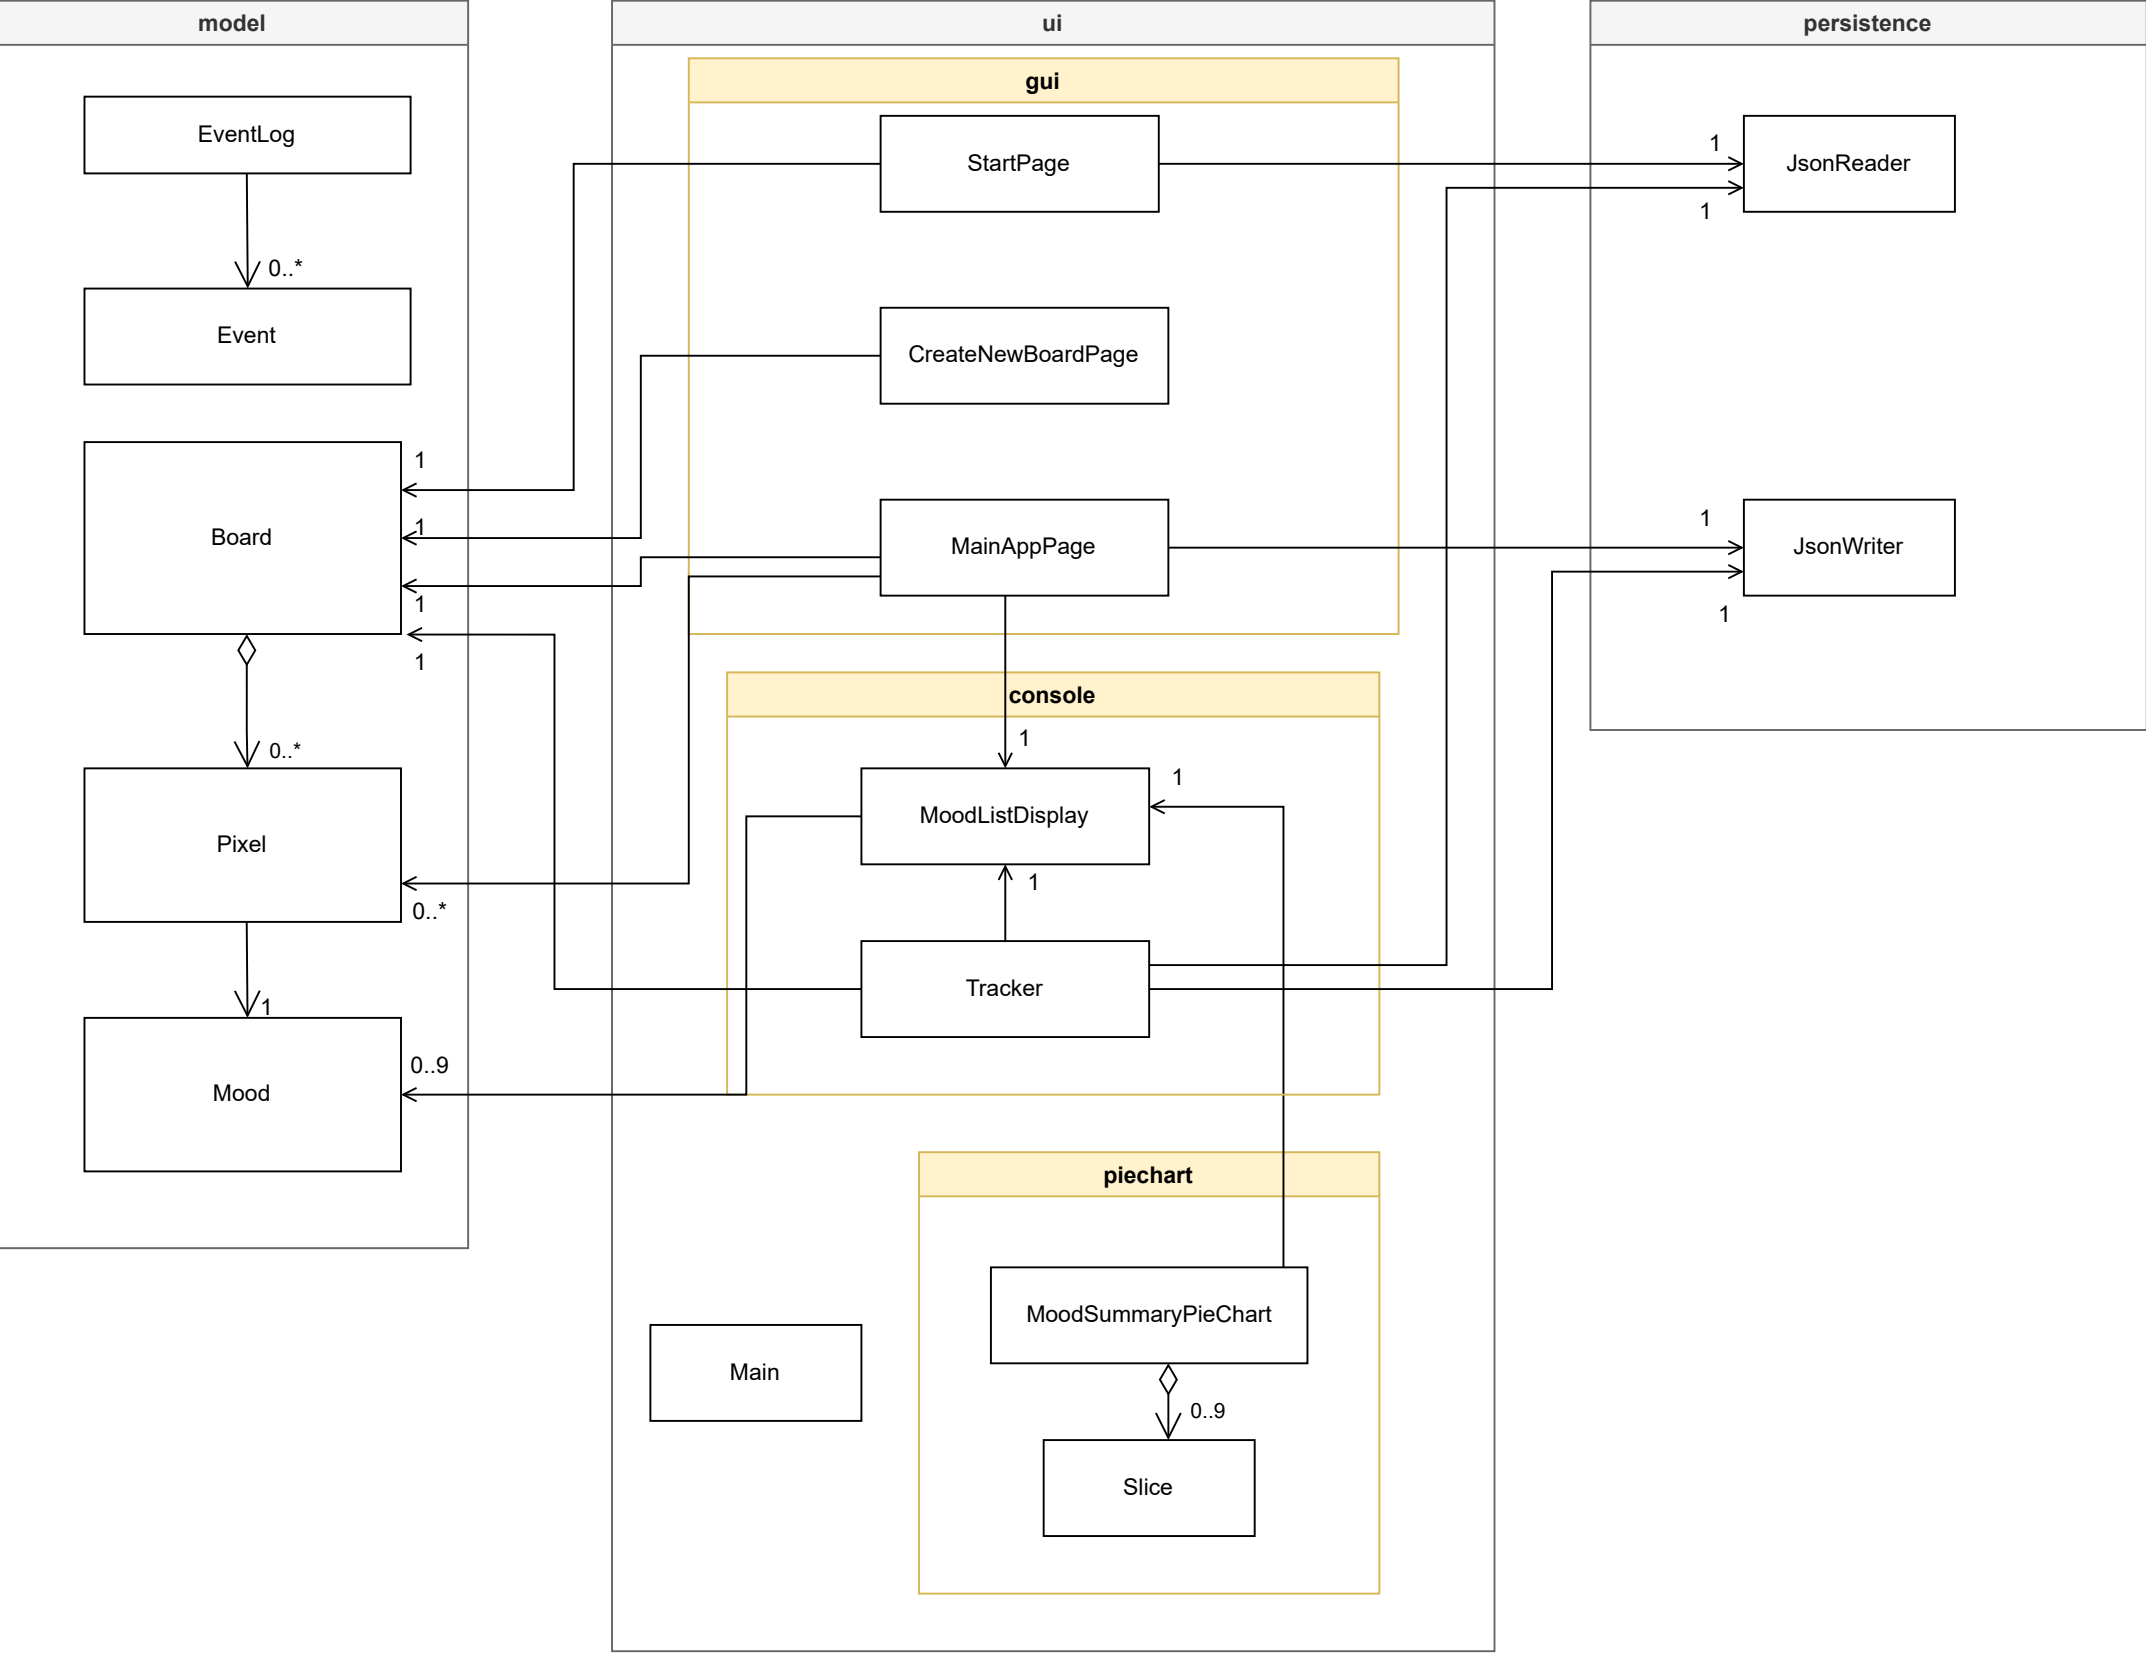 model
ui
persistence
gui
EventLog
StartPage
1
JsonReader
1
0..*
Event
CreateNewBoardPage
1
Board
1
MainAppPage
1
JsonWriter
1
1
1
console
0..*
1
MoodListDisplay
1
Pixel
1
0..*
Tracker
1
0..9
Mood
piechart
MoodSummaryPieChart
Main
0..9
Slice